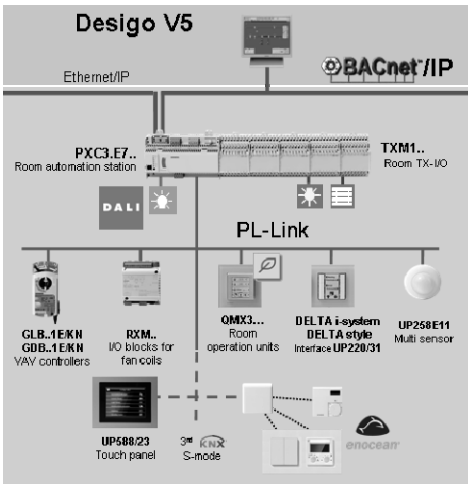 Desigo V5
BACnet™/IP
Ethernet/IP
PXC3.E7..
Room automation station
TXM1..
Room TX-I/O
DALI
PL-Link
GLB..1E/KN
GDB..1E/KN
VAV controllers
RXM..
I/O blocks for
fan coils
QMX3...
Room
operation units
DELTA i-system
DELTA style
Interface UP220/31
UP258E11
Multi sensor
UP588/23
Touch panel
3rd KNX
S-mode
enocean